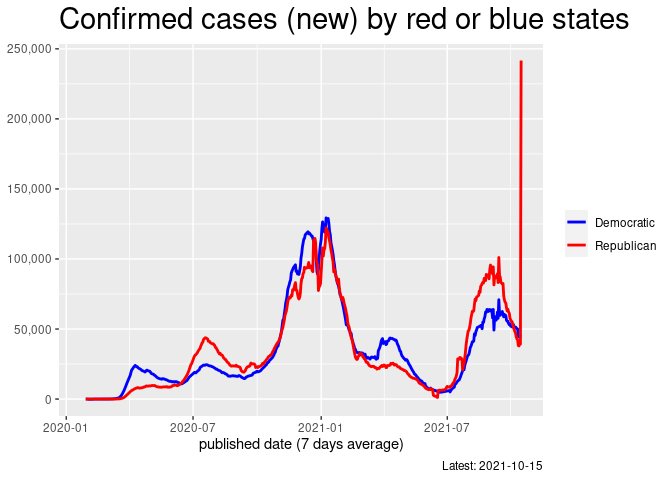 Confirmed cases (new) by red or blue states
250,000
200,000
150,000
100,000
50,000
0
2020-01
2020-07
2021-01
2021-07
published date (7 days average)
Democratic
Republican
Latest: 2021-10-15